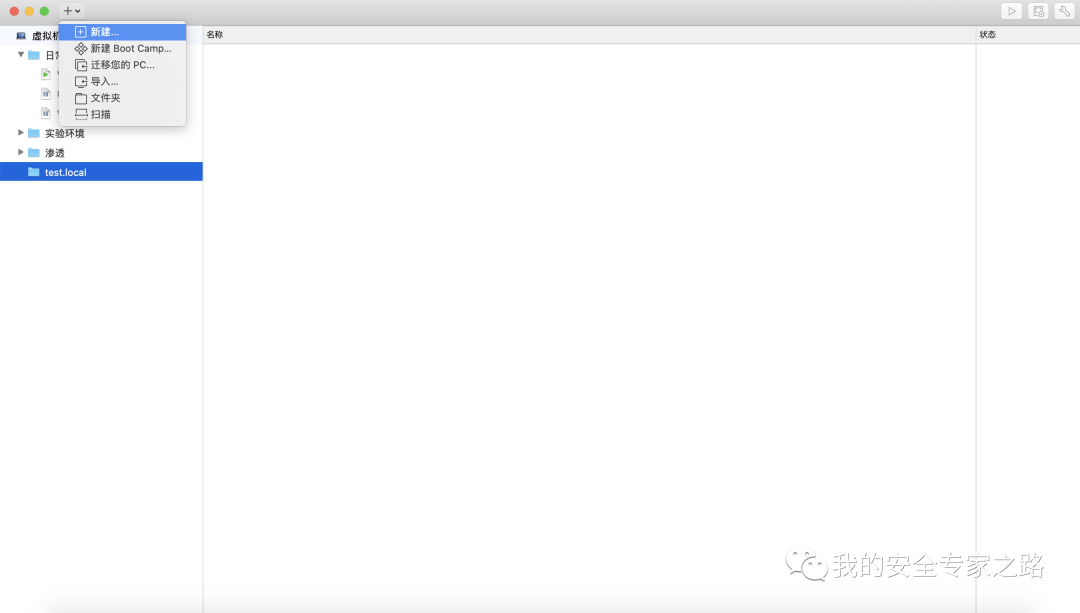 新建...
名称
状态
虚拟机
新建 Boot Camp...
日常
迁移您的 PC...
导入...
文件夹
扫描
实验环境
渗透
test.local
我的安全专家之路